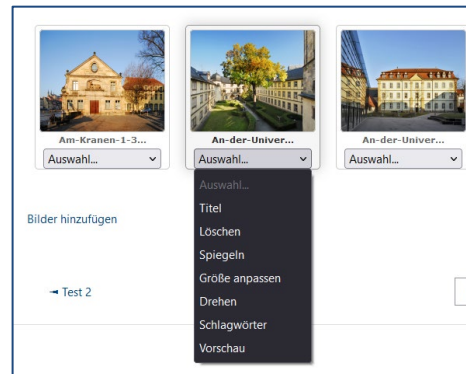 Am-Kranen-1-3...
An-der-Univer...
An-der-Univer...
Auswahl...
Auswahl...
Auswahl...
Auswahl...
Titel
Löschen
Spiegeln
Größe anpassen
Drehen
Schlagwörter
Vorschau
Bilder hinzufügen
◄ Test 2